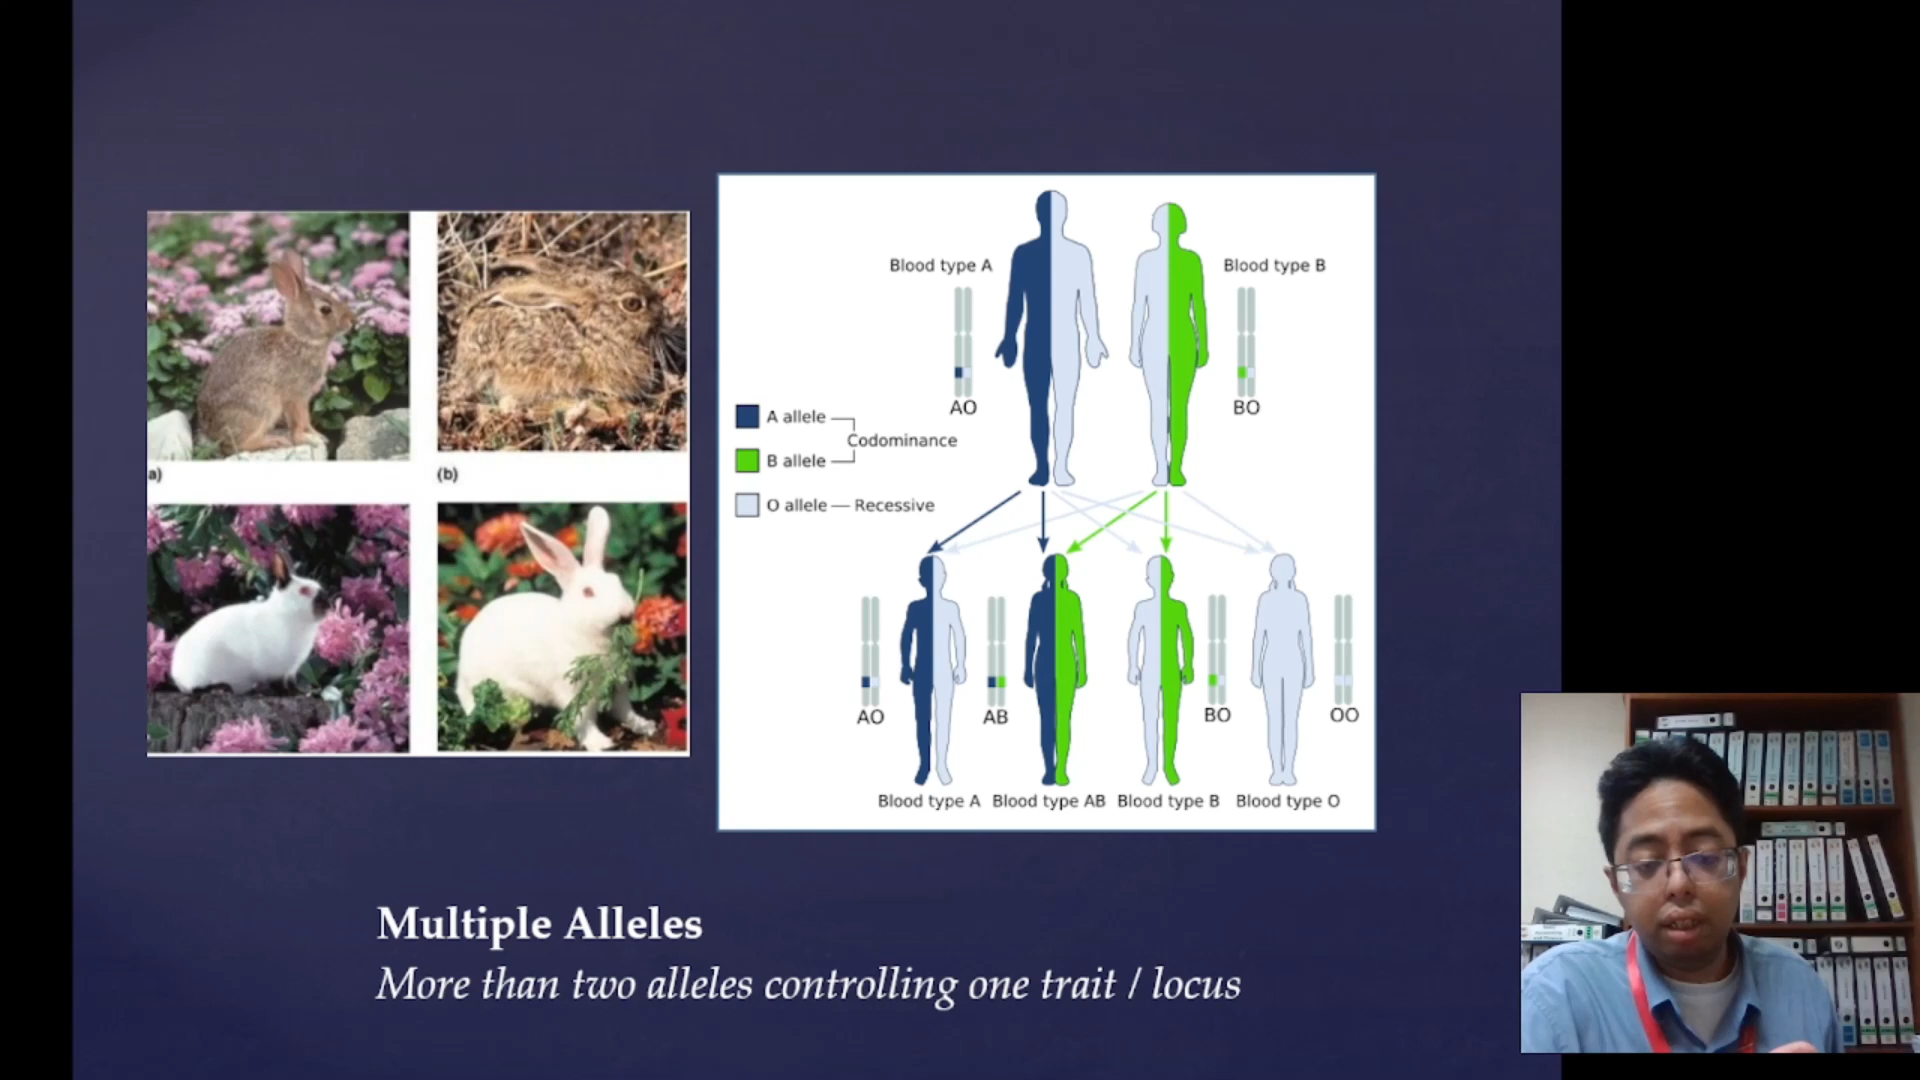 a)
(b)
Blood type A
Blood type B
AO
BO
A allele
Codominance
B allele
O allele — Recessive
AO
AB
BO
OO
Blood type A
Blood type AB
Blood type B
Blood type O
Multiple Alleles
More than two alleles controlling one trait / locus